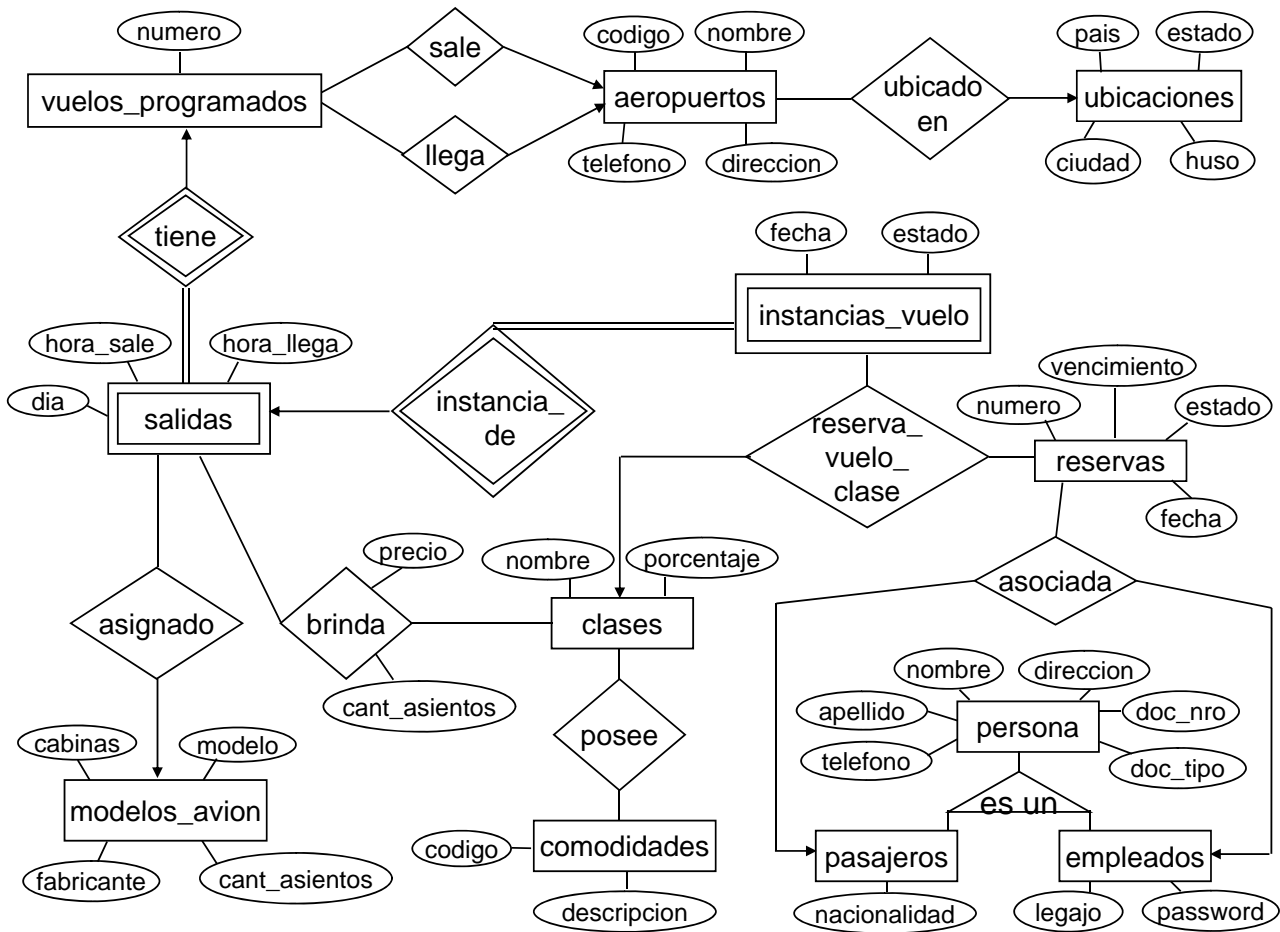 numero
sale
codigo
nombre
pais
estado
vuelos_programados
aeropuertos
ubicado
en
ubicaciones
llega
telefono
direccion
ciudad
huso
tiene
fecha
estado
instancias_vuelo
hora_sale
hora_llega
dia
salidas
instancia_
de
reserva_
vuelo_
clase
vencimiento
numero
estado
reservas
fecha
precio
nombre
porcentaje
asignado
brinda
clases
asociada
cant_asientos
posee
nombre
direccion
apellido
doc_nro
persona
telefono
doc_tipo
cabinas
modelo
modelos_avion
es un
codigo
comodidades
pasajeros
empleados
fabricante
cant_asientos
descripcion
nacionalidad
legajo
password